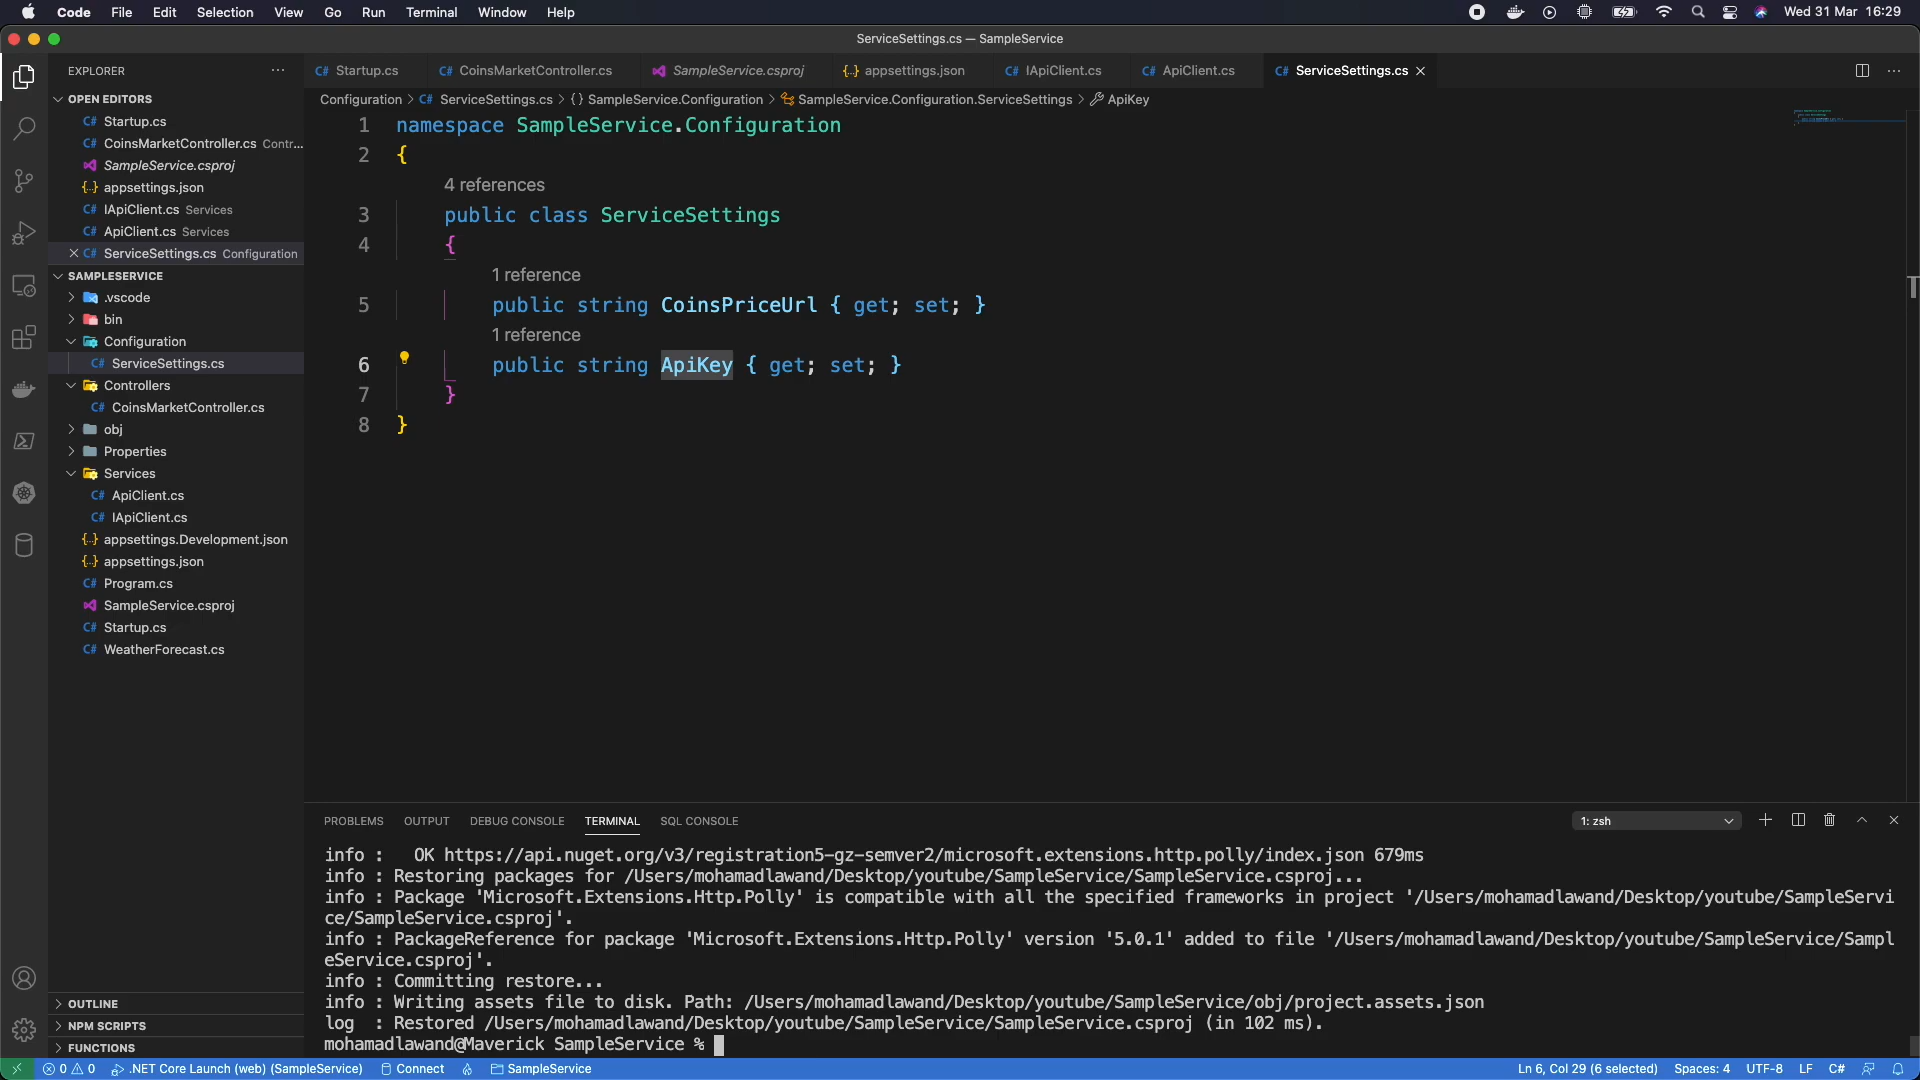 Code File Edit Selection View Go Run Terminal Window Help Wed 31 Mar 16:29
ServiceSettings.cs — SampleService
EXPLORER ···
OPEN EDITORS
C# Startup.cs
C# CoinsMarketController.cs Contr...
SampleService.csproj
{..} appsettings.json
C# IApiClient.cs Services
C# ApiClient.cs Services
C# ServiceSettings.cs Configuration
SAMPLESERVICE
.vscode
bin
Configuration
C# ServiceSettings.cs
Controllers
C# CoinsMarketController.cs
obj
Properties
Services
C# ApiClient.cs
C# IApiClient.cs
{..} appsettings.Development.json
{..} appsettings.json
C# Program.cs
SampleService.csproj
C# Startup.cs
C# WeatherForecast.cs
OUTLINE
NPM SCRIPTS
FUNCTIONS
C# Startup.cs C# CoinsMarketController.cs SampleService.csproj {..} appsettings.json C# IApiClient.cs C# ApiClient.cs C# ServiceSettings.cs
Configuration > C# ServiceSettings.cs > {} SampleService.Configuration > SampleService.Configuration.ServiceSettings > ApiKey
1 namespace SampleService.Configuration
2 {
4 references
3 public class ServiceSettings
4 {
1 reference
5 public string CoinsPriceUrl { get; set; }
1 reference
6 public string ApiKey { get; set; }
7 }
8 }
PROBLEMS OUTPUT DEBUG CONSOLE TERMINAL SQL CONSOLE 1: zsh
info :   OK https://api.nuget.org/v3/registration5-gz-semver2/microsoft.extensions.http.polly/index.json 679ms
info : Restoring packages for /Users/mohamadlawand/Desktop/youtube/SampleService/SampleService.csproj...
info : Package 'Microsoft.Extensions.Http.Polly' is compatible with all the specified frameworks in project '/Users/mohamadlawand/Desktop/youtube/SampleServi
ce/SampleService.csproj'.
info : PackageReference for package 'Microsoft.Extensions.Http.Polly' version '5.0.1' added to file '/Users/mohamadlawand/Desktop/youtube/SampleService/Sampl
eService.csproj'.
info : Committing restore...
info : Writing assets file to disk. Path: /Users/mohamadlawand/Desktop/youtube/SampleService/obj/project.assets.json
log  : Restored /Users/mohamadlawand/Desktop/youtube/SampleService/SampleService.csproj (in 102 ms).
mohamadlawand@Maverick SampleService %
0 0 .NET Core Launch (web) (SampleService) Connect SampleService Ln 6, Col 29 (6 selected) Spaces: 4 UTF-8 LF C#